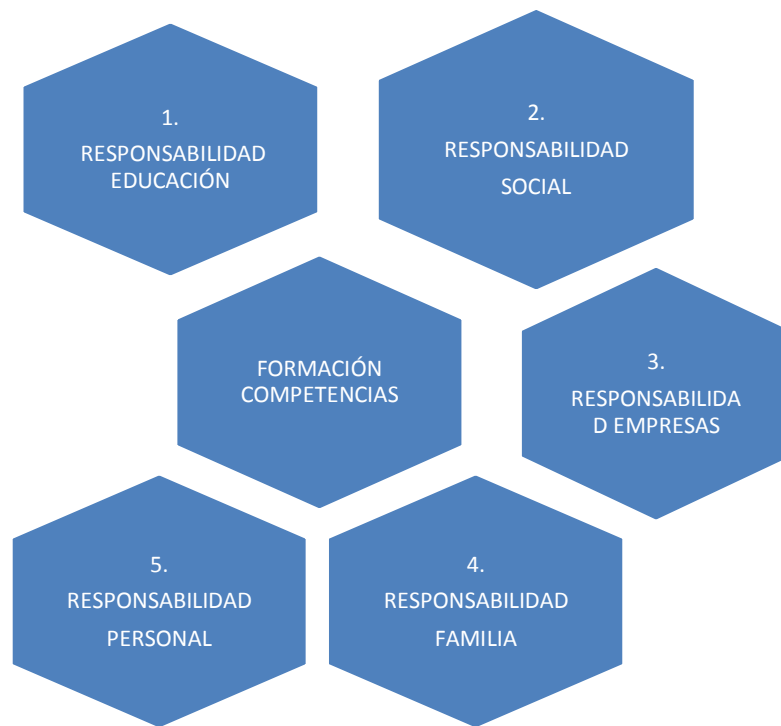 1.
RESPONSABILIDAD
EDUCACIÓN
2.
RESPONSABILIDAD
SOCIAL
FORMACIÓN
COMPETENCIAS
3.
RESPONSABILIDA
D EMPRESAS
5.
RESPONSABILIDAD
PERSONAL
4.
RESPONSABILIDAD
FAMILIA